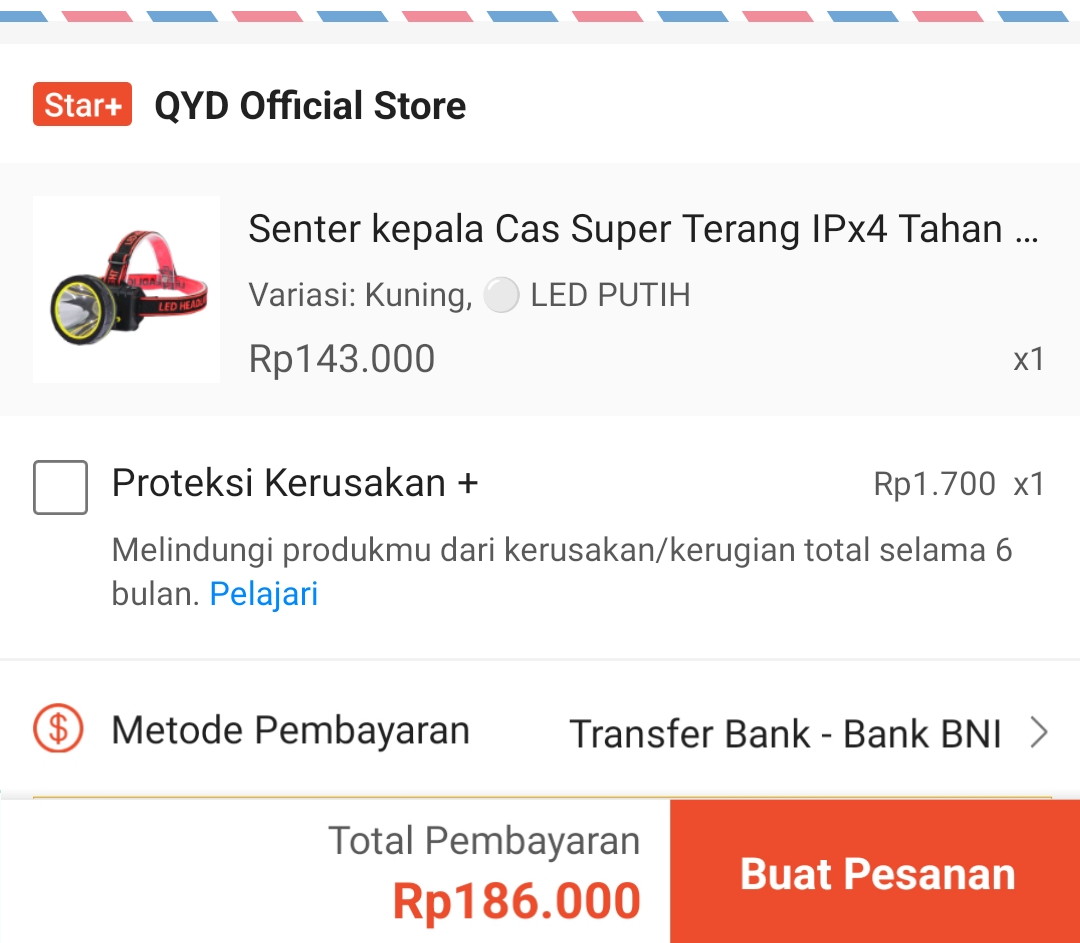 Star+ QYD Official Store
Senter kepala Cas Super Terang IPx4 Tahan ...
LED HEADL
Variasi: Kuning, ⚪ LED PUTIH
Rp143.000 x1
Proteksi Kerusakan + Rp1.700 x1
Melindungi produkmu dari kerusakan/kerugian total selama 6
bulan. Pelajari
Metode Pembayaran Transfer Bank - Bank BNI
Total Pembayaran
Rp186.000
Buat Pesanan